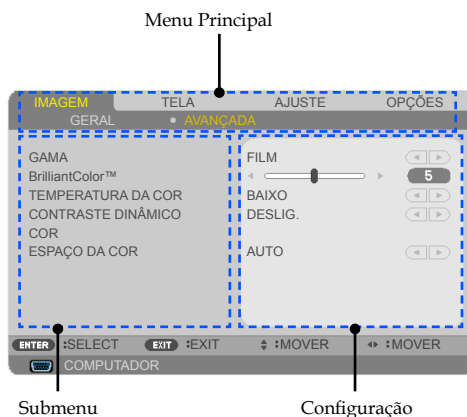 Menu Principal
IMAGEM TELA AJUSTE OPÇÕES
GERAL • AVANÇADA
GAMA FILM
BrilliantColor™ 5
TEMPERATURA DA COR BAIXO
CONTRASTE DINÂMICO DESLIG.
COR
ESPAÇO DA COR AUTO
ENTER :SELECT EXIT :EXIT :MOVER :MOVER
COMPUTADOR
Submenu Configuração